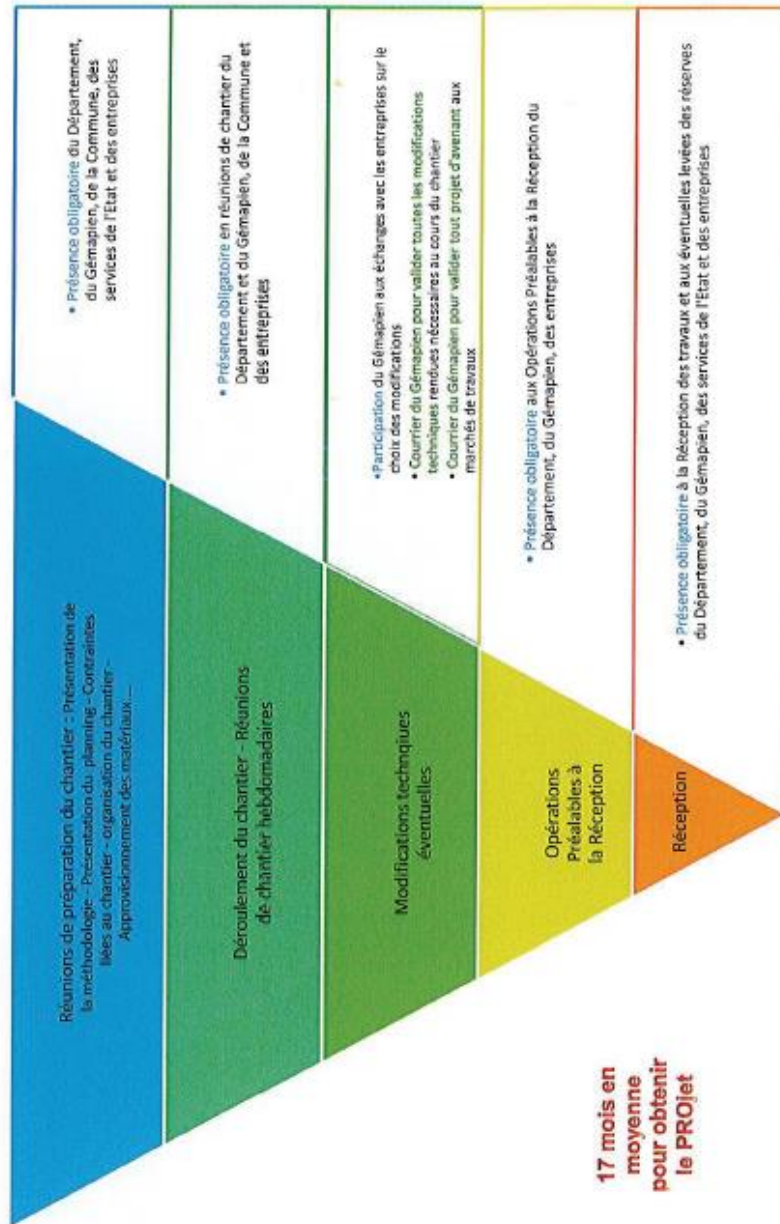 Réunions de préparation du chantier : Présentation de
la méthodologie - Présentation du planning - Contraintes
liées au chantier - organisation du chantier -
Approvisionnement des matériaux...
• Présence obligatoire du Département,
du Gémapien, de la Commune, des
services de l'Etat et des entreprises
Déroulement du chantier - Réunions
de chantier hebdomadaires
• Présence obligatoire en réunions de chantier du
Département et du Gémapien, de la Commune et
des entreprises
Modifications technqiues
éventuelles
•Participation du Gémapien aux échanges avec les entreprises sur le
choix des modifications
• Courrier du Gémapien pour valider toutes les modifications
techniques rendues nécessaires au cours du chantier
• Courrier du Gémapien pour valider tout projet d'avenant aux
marchés de travaux
Opérations
Préalables à
la Réception
• Présence obligatoire aux Opérations Préalables à la Réception du
Département, du Gémapien, des entreprises
Réception
• Présence obligatoire à la Réception des travaux et aux éventuelles levées des réserves
du Département, du Gémapien, des services de l'Etat et des entreprises
17 mois en
moyenne
pour obtenir
le PROjet